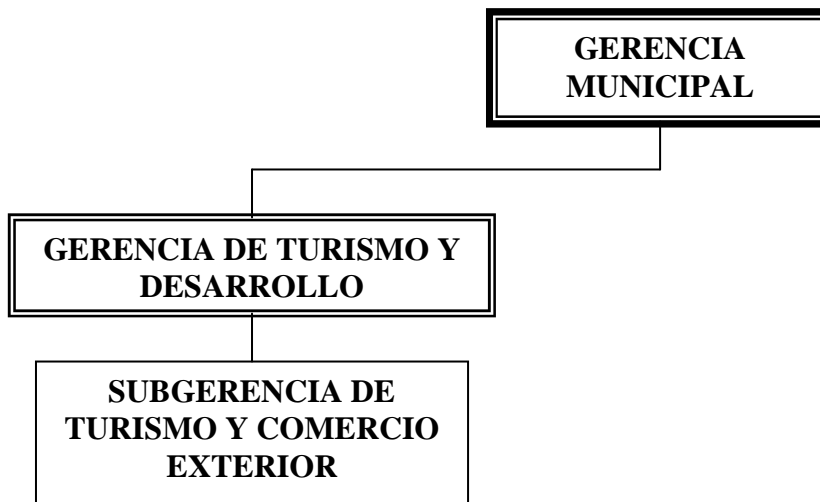 GERENCIA
MUNICIPAL
GERENCIA DE TURISMO Y
DESARROLLO
SUBGERENCIA DE
TURISMO Y COMERCIO
EXTERIOR